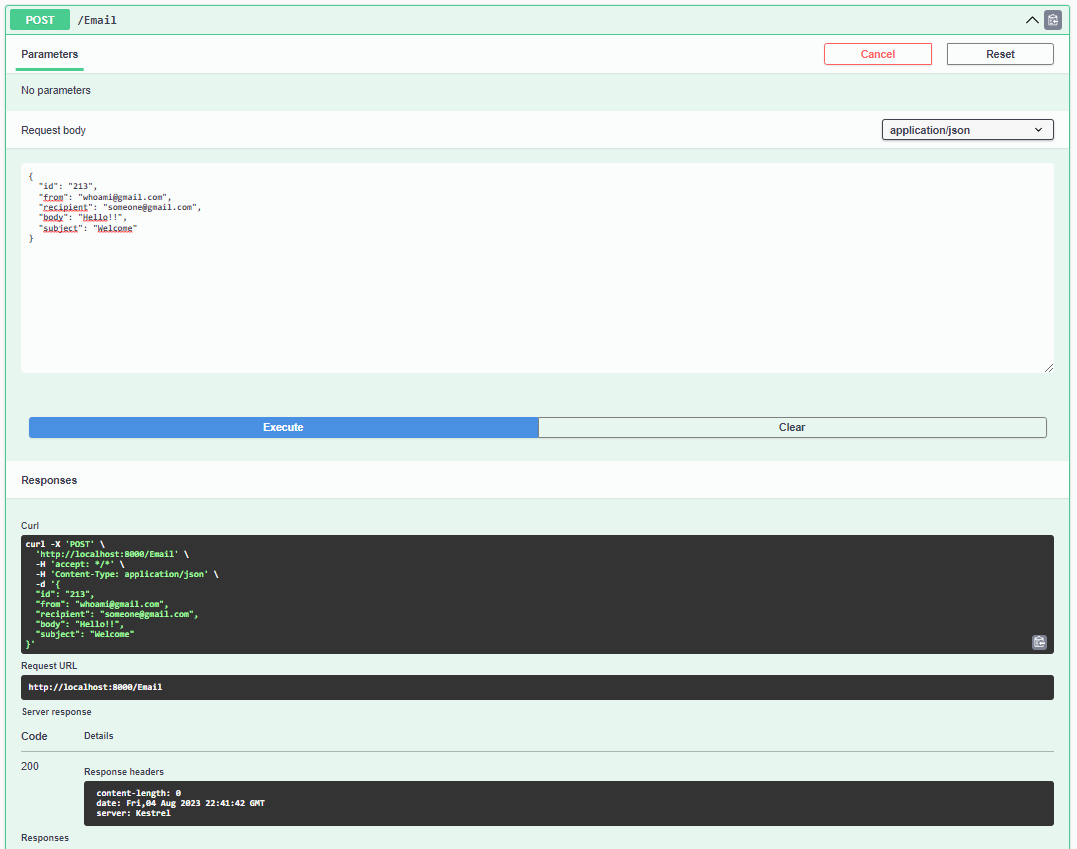 POST /Email
Parameters Cancel Reset
No parameters
Request body application/json
{
"id": "213",
"from": "whoami@gmail.com",
"recipient": "someone@gmail.com",
"body": "Hello!!",
"subject": "Welcome"
}
Execute Clear
Responses
Curl
curl -X 'POST' \
'http://localhost:8000/Email' \
-H 'accept: */*' \
-H 'Content-Type: application/json' \
-d '{
"id": "213",
"from": "whoami@gmail.com",
"recipient": "someone@gmail.com",
"body": "Hello!!",
"subject": "Welcome"
}'
Request URL
http://localhost:8000/Email
Server response
Code Details
200
Response headers
content-length: 0
date: Fri,04 Aug 2023 22:41:42 GMT
server: Kestrel
Responses